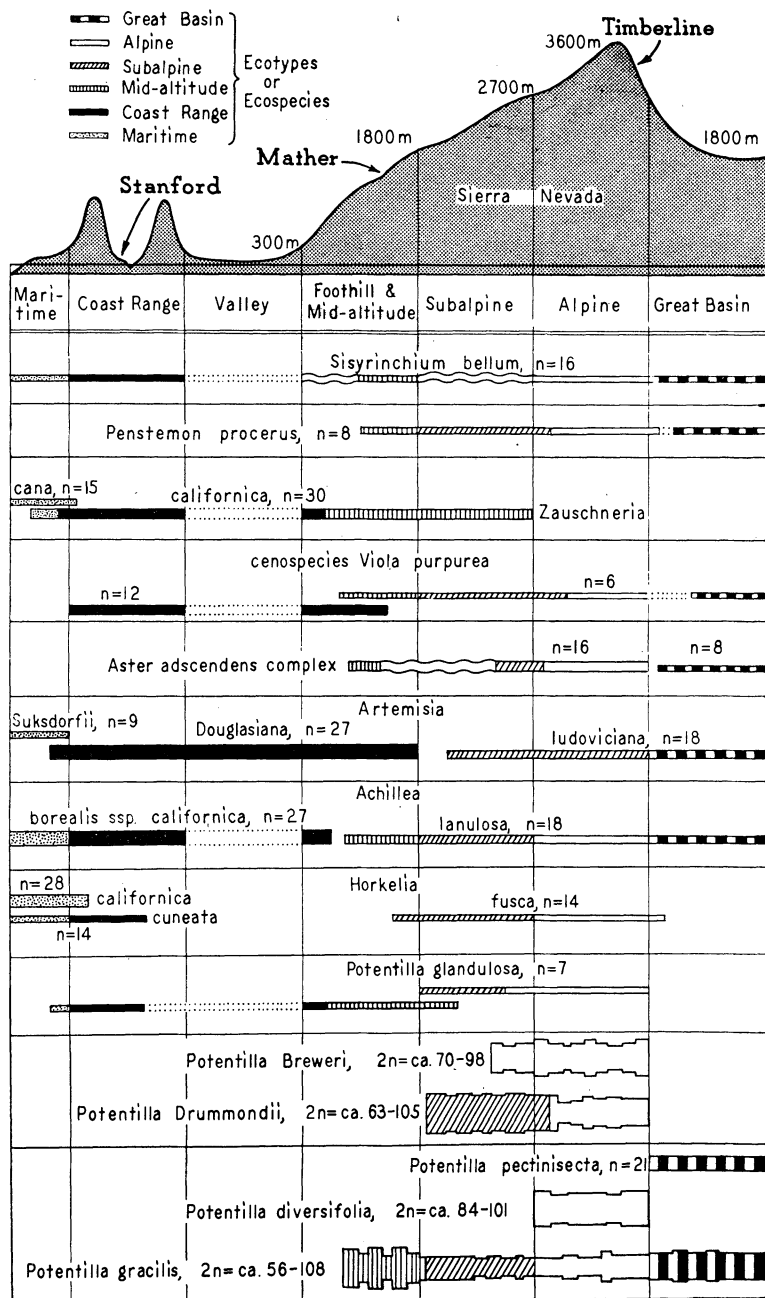 Great Basin
Alpine
Subalpine
Mid-altitude
Coast Range
Maritime
Ecotypes
or
Ecospecies
Timberline
3600m
2700m
1800m
1800m
Mather
Stanford
Sierra Nevada
300m
Mari-
time
Coast Range
Valley
Foothill &
Mid-altitude
Subalpine
Alpine
Great Basin
Sisyrinchium bellum, n=16
Penstemon procerus, n=8
cana, n=15
californica, n=30
Zauschneria
cenospecies Viola purpurea
n=12
n=6
n=16
n=8
Aster adscendens complex
Artemisia
Suksdorfii, n=9
Douglasiana, n=27
ludoviciana, n=18
Achillea
borealis ssp. californica, n=27
lanulosa, n=18
n=28
Horkelia
californica
fusca, n=14
cuneata
n=14
Potentilla glandulosa, n=7
Potentilla Breweri, 2n=ca. 70-98
Potentilla Drummondii, 2n=ca. 63-105
Potentilla pectinisecta, n=21
Potentilla diversifolia, 2n=ca. 84-101
Potentilla gracilis, 2n=ca. 56-108